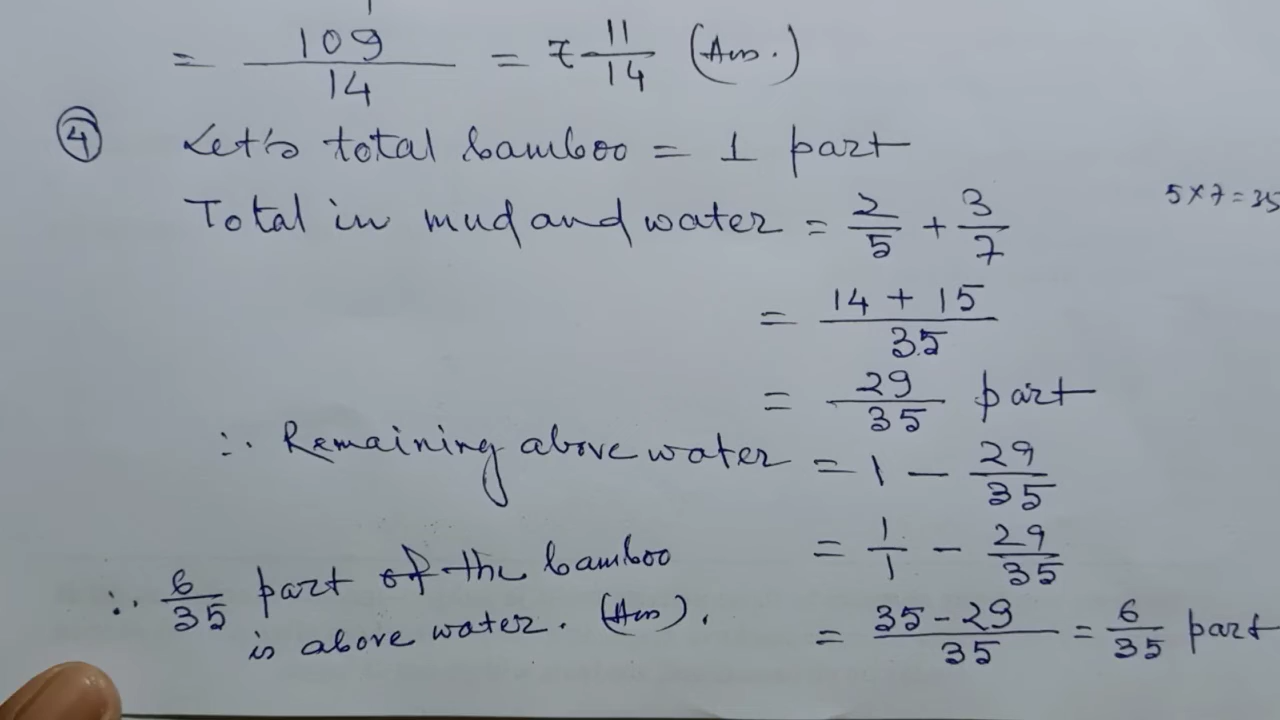 = 109/14 = 7 11/14 (Ans.)
④ Let's total bamboo = 1 part
Total in mud and water = 2/5 + 3/7
5 × 7 = 35
= 14 + 15/35
= 29/35 part
∴ Remaining above water = 1 − 29/35
= 1/1 − 29/35
= 35 − 29/35 = 6/35 part
∴ 6/35 part of the bamboo
is above water. (Ans).